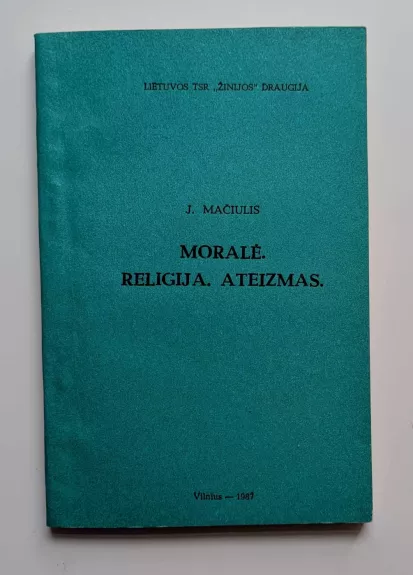 LIETUVOS TSR „ŽINIJOS“ DRAUGIJA
J. MAČIULIS
MORALĖ.
RELIGIJA. ATEIZMAS.
Vilnius — 1987